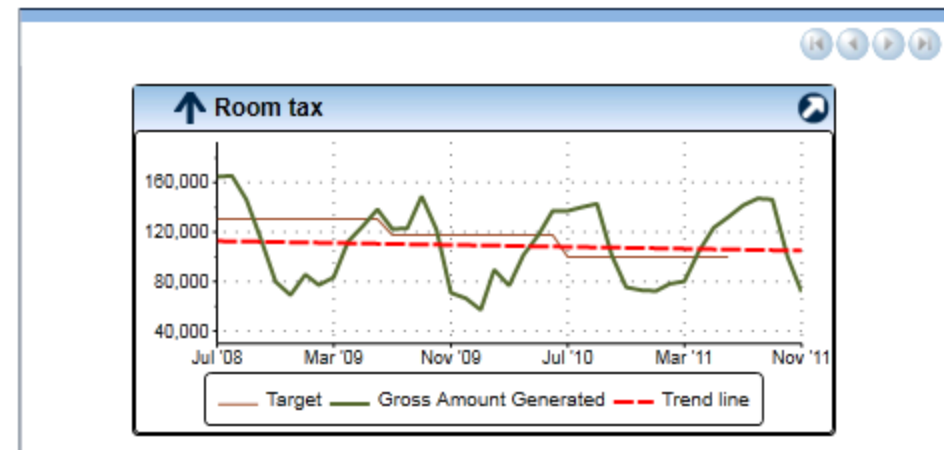 Room tax
160,000
120,000
80,000
40,000
Jul '08 Mar '09 Nov '09 Jul '10 Mar '11 Nov '11
Target Gross Amount Generated Trend line